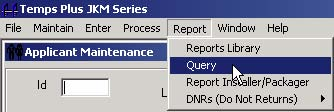 Temps Plus JKM Series
File Maintain Enter Process Report Window Help
Reports Library
Applicant Maintenance
Query
Id
Report Installer/Packager
L
DNRs (Do Not Returns)